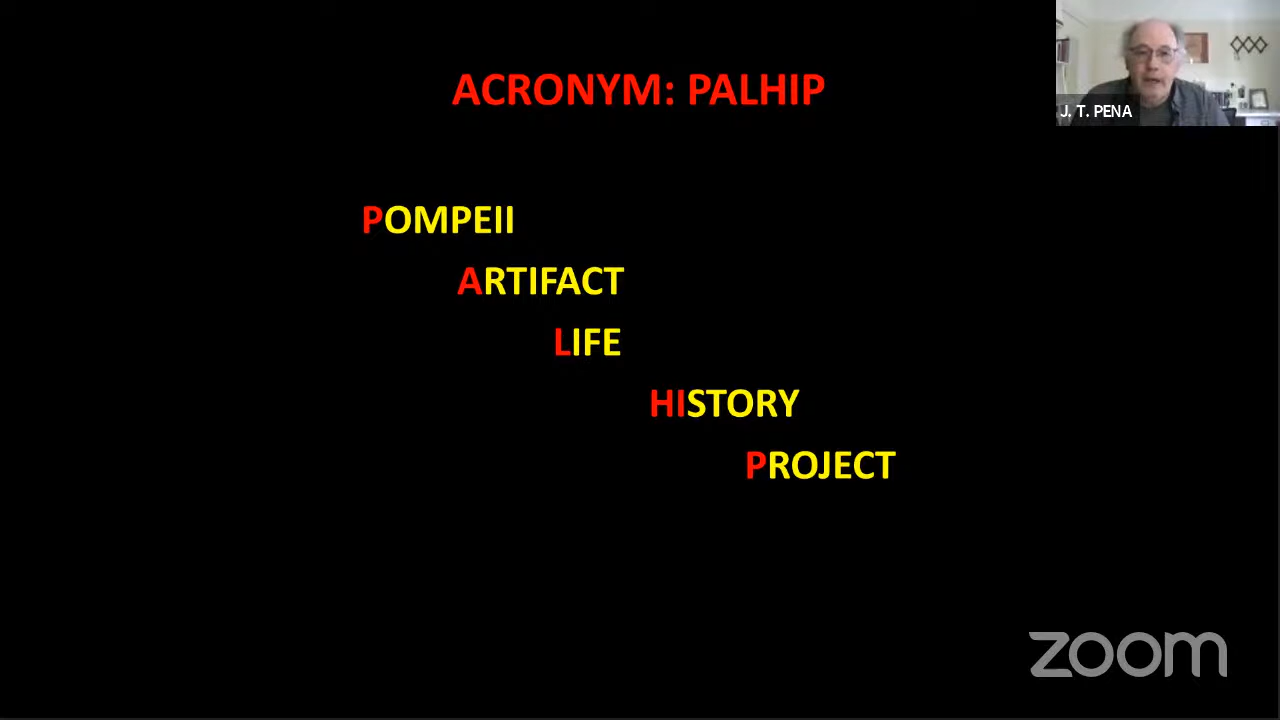 ACRONYM: PALHIP
J. T. PENA
POMPEII
ARTIFACT
LIFE
HISTORY
PROJECT
zoom